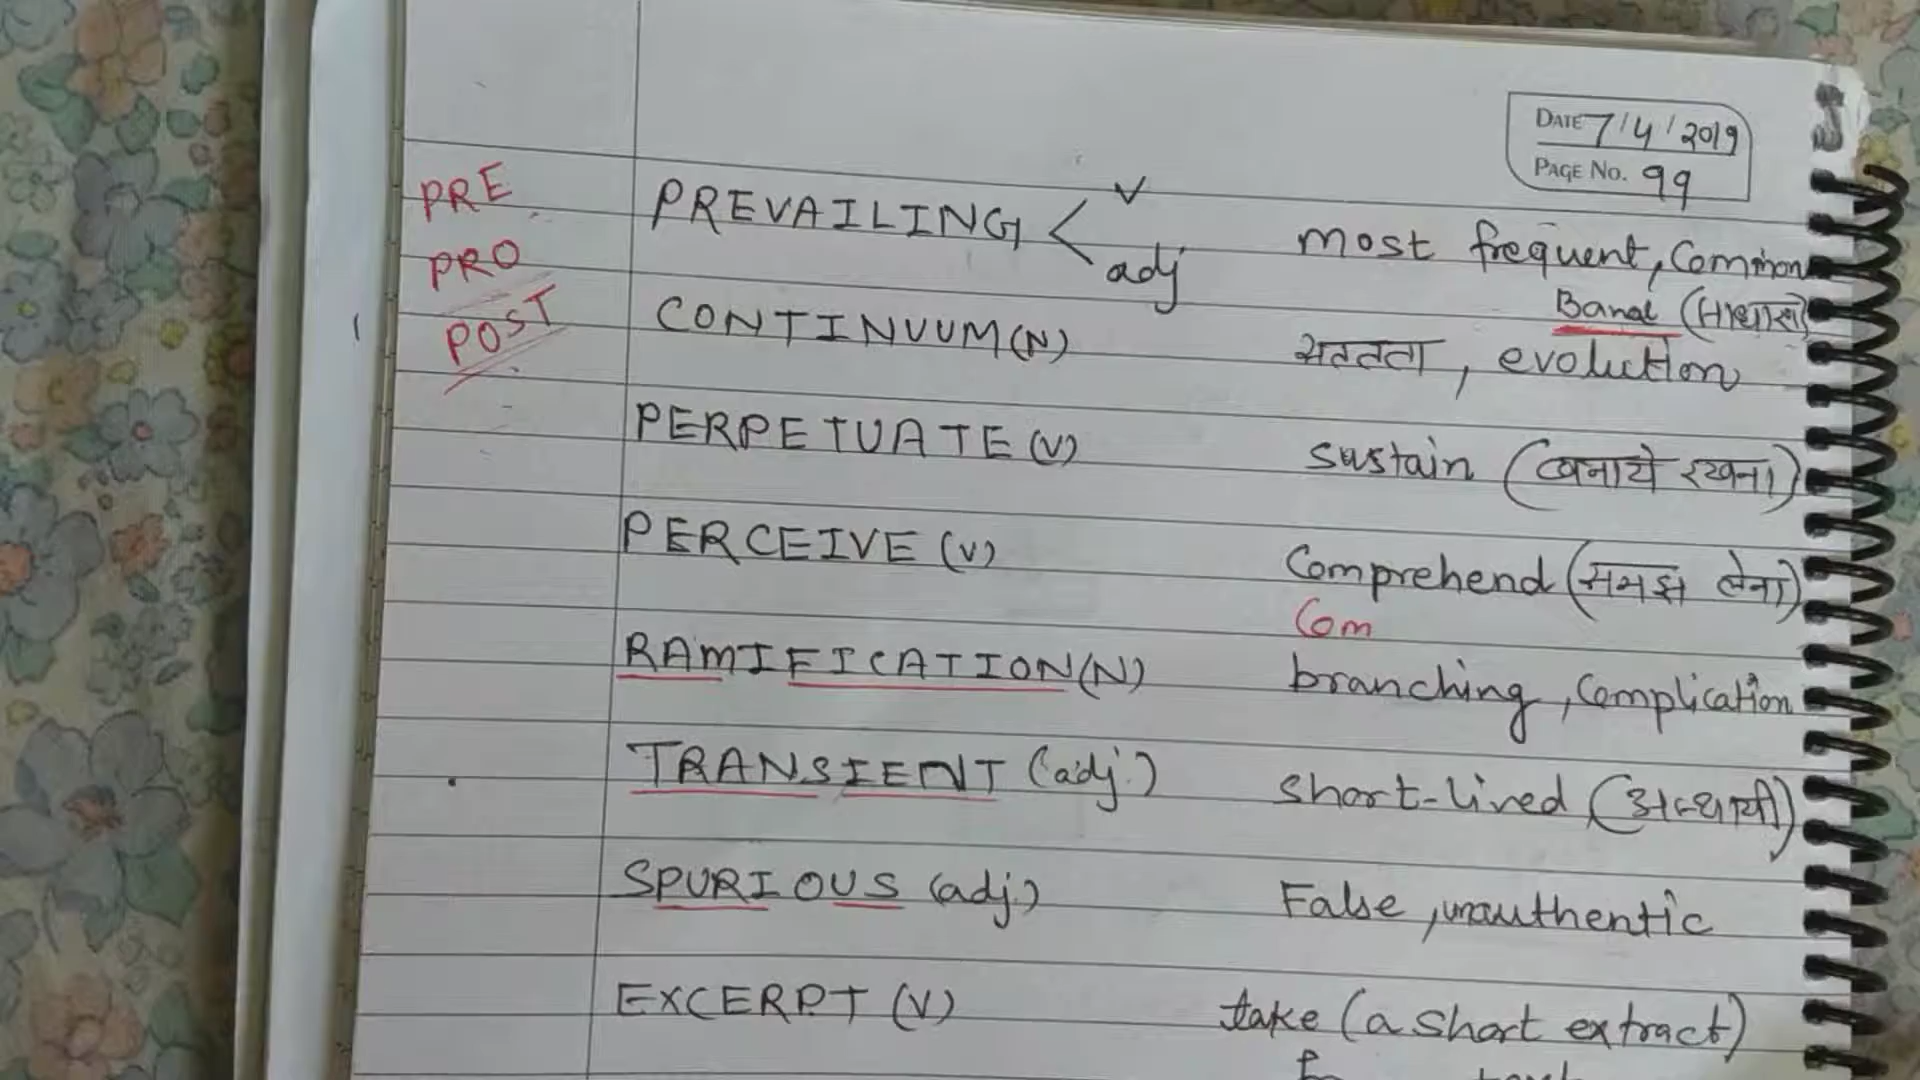 DATE 7/4/2019
PAGE No. 99
PRE
PRO
POST
PREVAILING < v adj most frequent, Common
Banal (साधारण)
CONTINUUM (N) सततता, evolution
PERPETUATE (V) sustain (बनाये रखना)
PERCEIVE (V) Comprehend (समझ लेना)
Com
RAMIFICATION (N) branching, Complication
TRANSIENT (adj.) short-lived (अस्थायी)
SPURIOUS (adj.) False, unauthentic
EXCERPT (V) take (a short extract)